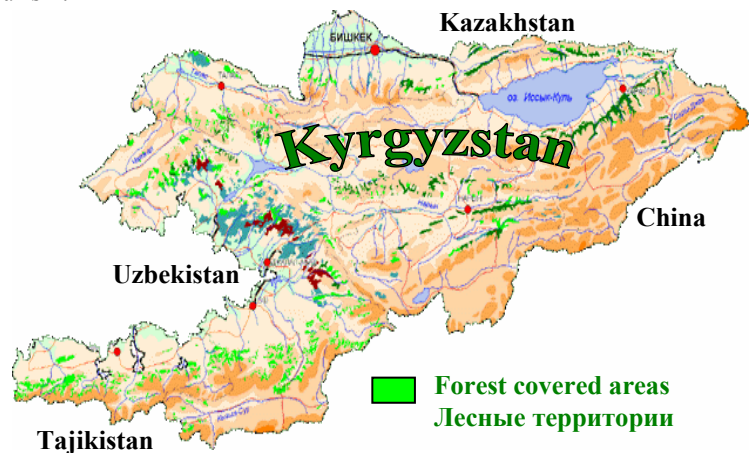 Kazakhstan
БИШКЕК
оз. Иссык-Куль
Kyrgyzstan
China
Uzbekistan
Forest covered areas
Лесные территории
Tajikistan